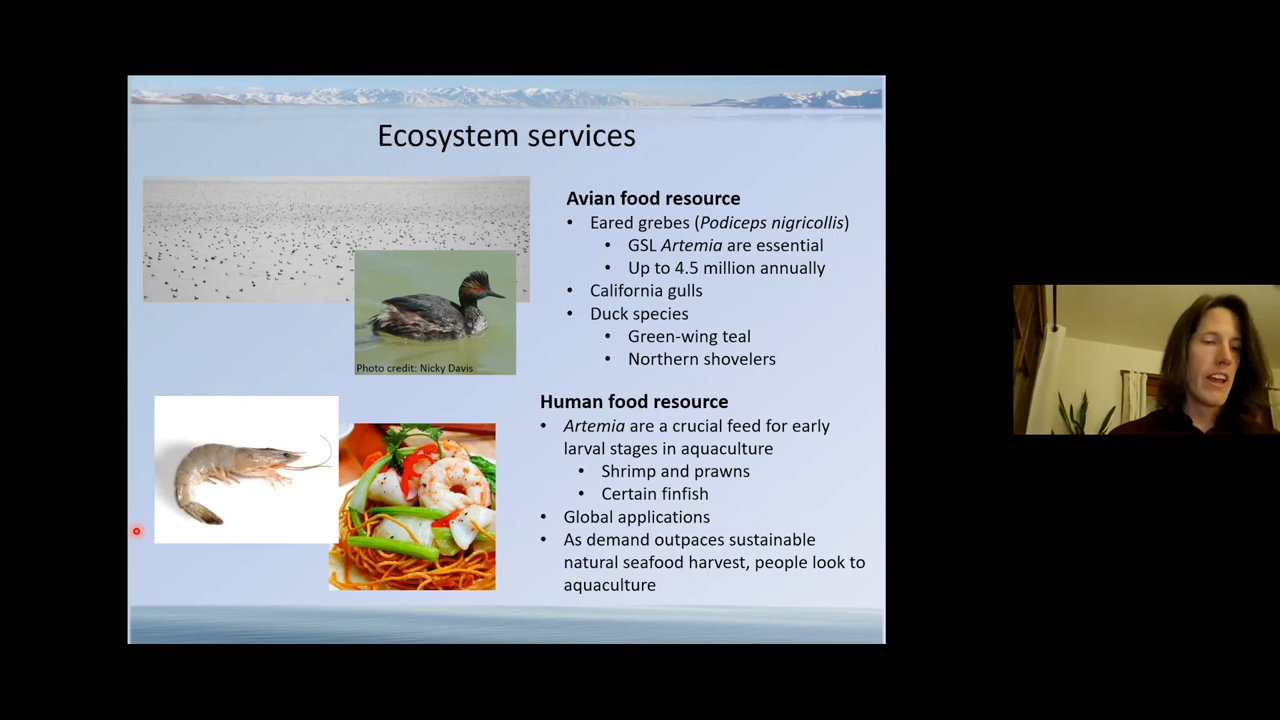 Ecosystem services
Avian food resource
• Eared grebes (Podiceps nigricollis)
• GSL Artemia are essential
• Up to 4.5 million annually
• California gulls
• Duck species
• Green-wing teal
• Northern shovelers
Photo credit: Nicky Davis
Human food resource
• Artemia are a crucial feed for early
larval stages in aquaculture
• Shrimp and prawns
• Certain finfish
• Global applications
• As demand outpaces sustainable
natural seafood harvest, people look to
aquaculture